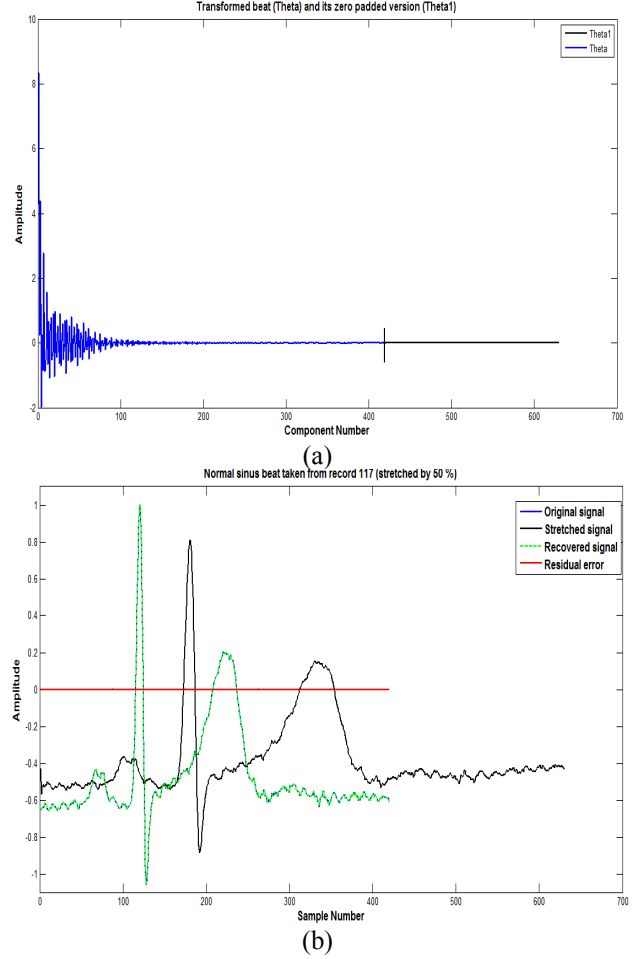 Transformed beat (Theta) and its zero padded version (Theta1)
10
8
6
4
2
0
-2
Amplitude
Theta1
Theta
0 100 200 300 400 500 600 700
Component Number
(a)
Normal sinus beat taken from record 117 (stretched by 50 %)
1
0.8
0.6
0.4
0.2
0
-0.2
-0.4
-0.6
-0.8
-1
Amplitude
Original signal
Stretched signal
Recovered signal
Residual error
0 100 200 300 400 500 600 700
Sample Number
(b)